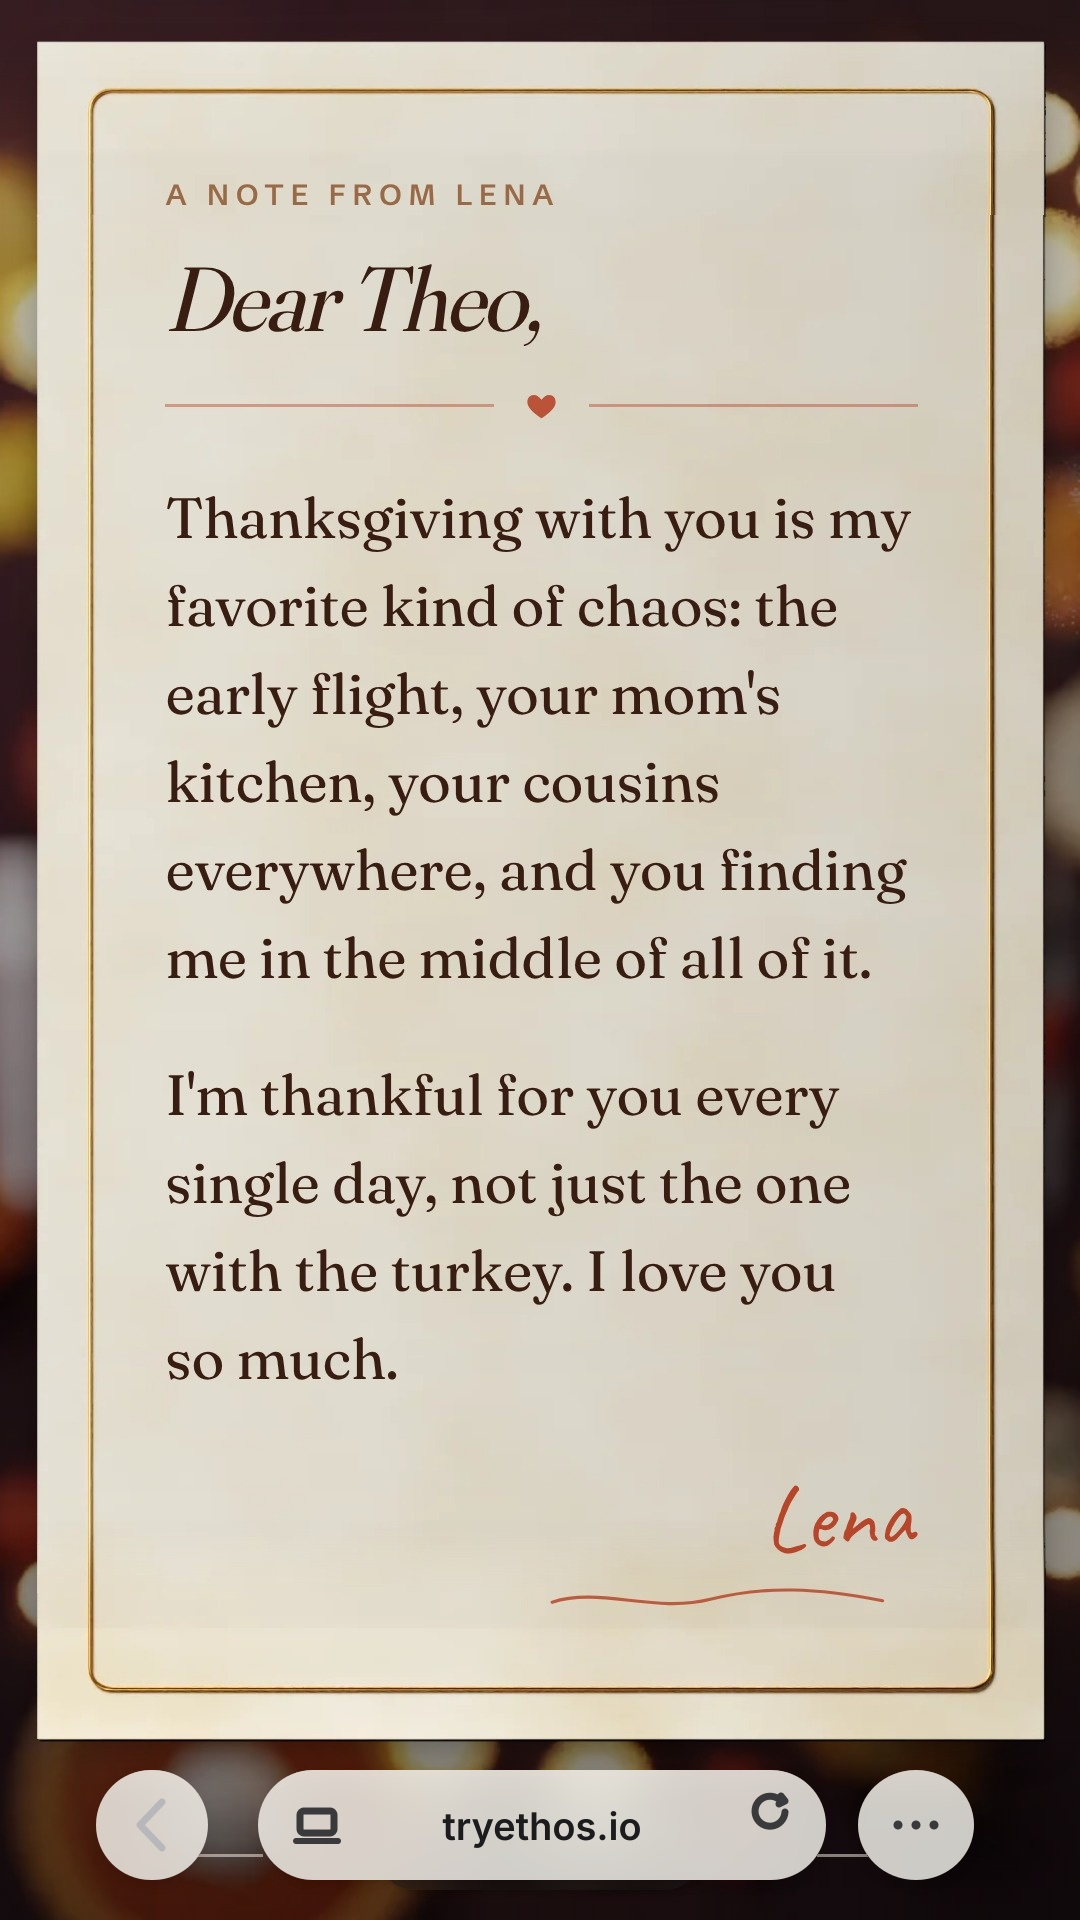 A NOTE FROM LENA
Dear Theo,
Thanksgiving with you is my
favorite kind of chaos: the
early flight, your mom's
kitchen, your cousins
everywhere, and you finding
me in the middle of all of it.
I'm thankful for you every
single day, not just the one
with the turkey. I love you
so much.
Lena
tryethos.io